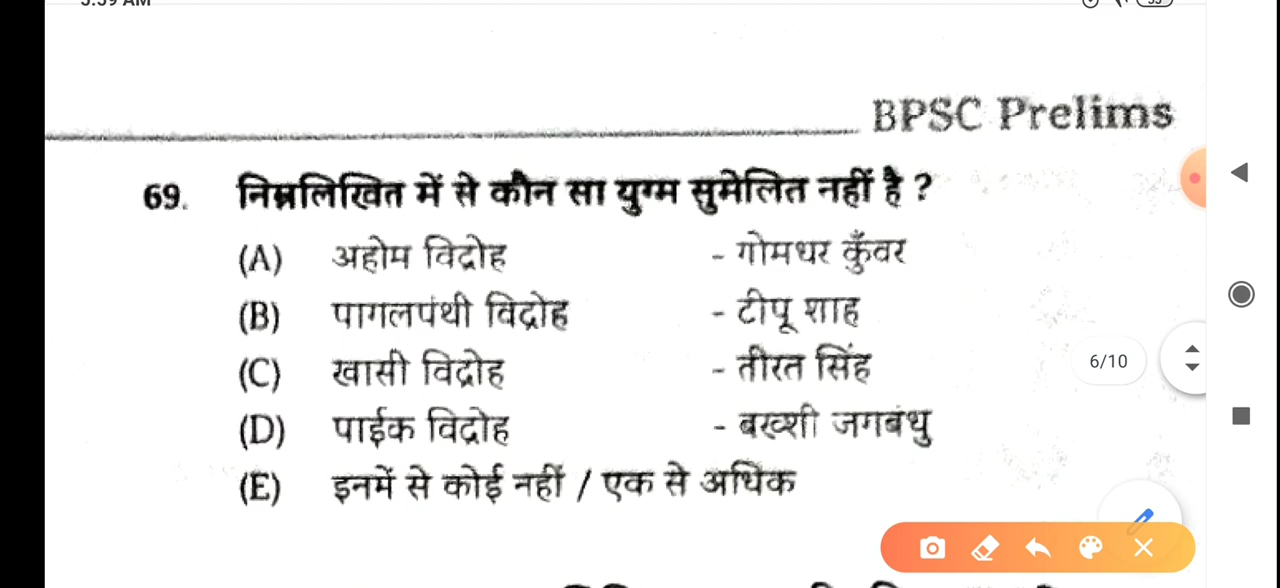 BPSC Prelims
69. निम्नलिखित में से कौन सा युग्म सुमेलित नहीं है ?
(A) अहोम विद्रोह - गोमधर कुँवर
(B) पागलपंथी विद्रोह - टीपू शाह
(C) खासी विद्रोह - तीरत सिंह
(D) पाईक विद्रोह - बख्शी जगबंधु
(E) इनमें से कोई नहीं / एक से अधिक
6/10